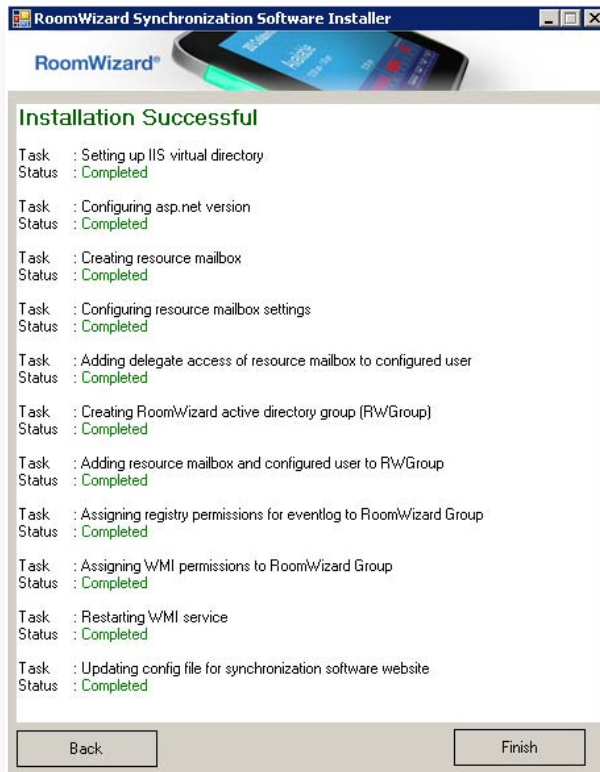 RoomWizard Synchronization Software Installer
RoomWizard®
Available
Installation Successful
Task : Setting up IIS virtual directory
Status : Completed
Task : Configuring asp.net version
Status : Completed
Task : Creating resource mailbox
Status : Completed
Task : Configuring resource mailbox settings
Status : Completed
Task : Adding delegate access of resource mailbox to configured user
Status : Completed
Task : Creating RoomWizard active directory group (RWGroup)
Status : Completed
Task : Adding resource mailbox and configured user to RWGroup
Status : Completed
Task : Assigning registry permissions for eventlog to RoomWizard Group
Status : Completed
Task : Assigning WMI permissions to RoomWizard Group
Status : Completed
Task : Restarting WMI service
Status : Completed
Task : Updating config file for synchronization software website
Status : Completed
Back
Finish